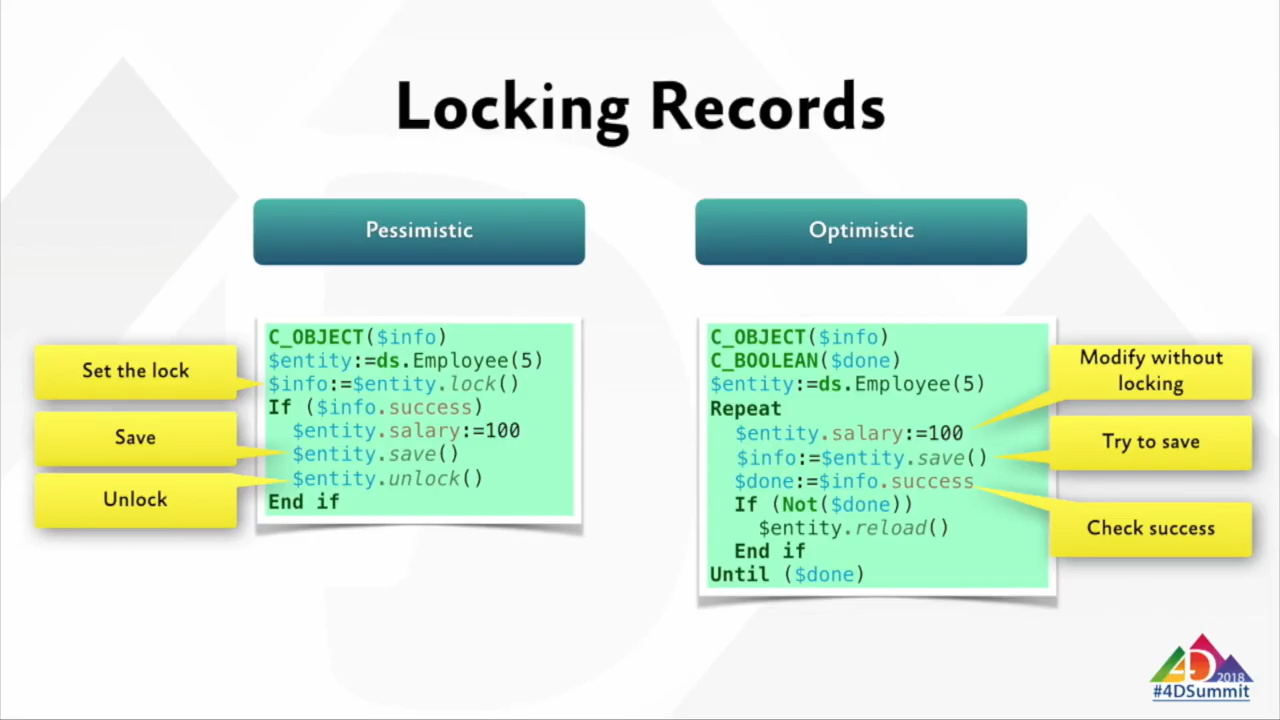 Locking Records
Pessimistic
Set the lock
Save
Unlock
C_OBJECT($info)
$entity:=ds.Employee(5)
$info:=$entity.lock()
If ($info.success)
$entity.salary:=100
$entity.save()
$entity.unlock()
End if
Optimistic
C_OBJECT($info)
C_BOOLEAN($done)
$entity:=ds.Employee(5)
Repeat
$entity.salary:=100
$info:=$entity.save()
$done:=$info.success
If (Not($done))
$entity.reload()
End if
Until ($done)
Modify without
locking
Try to save
Check success
4D 2018
#4DSummit